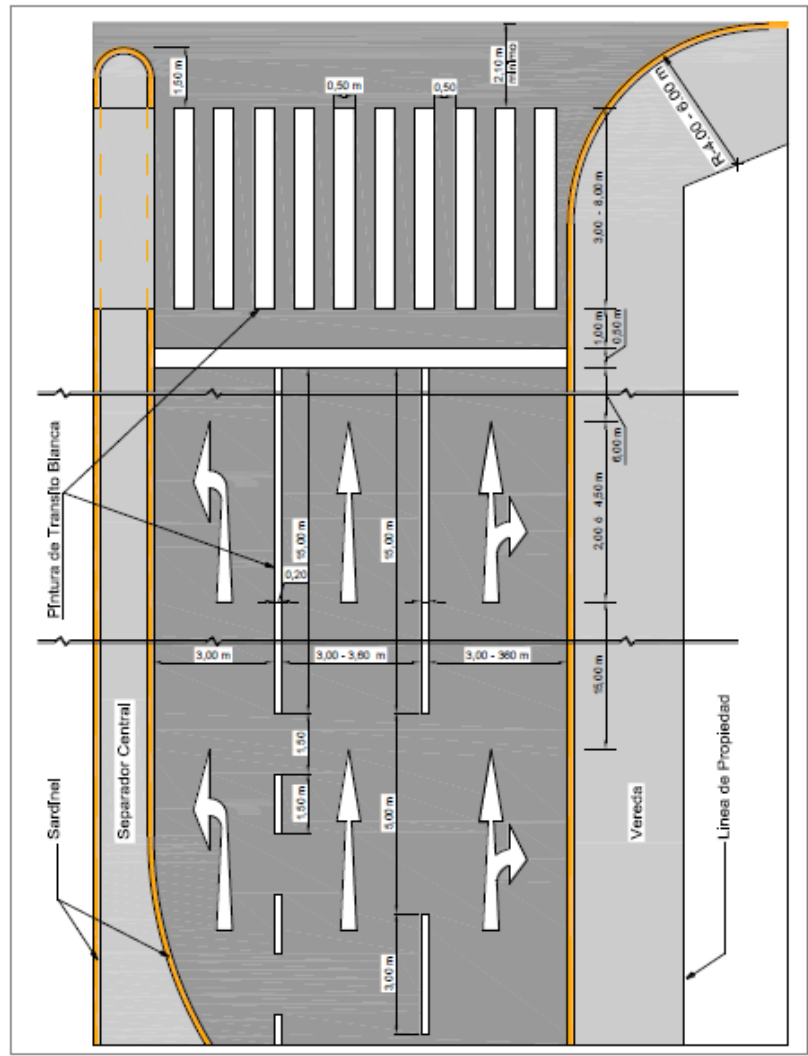 1,50 m
0,50 m
0,50
2,10 m
mínimo
R-4.00 - 6.00 m
3,00 - 8,00 m
1,00 m
0,50 m
Pintura de Transito Blanca
6,00 m
15,00 m
15,00 m
2,00 ó 4,50 m
0,20
3,00 m
3,00 - 3,60 m
3,00 - 360 m
15,00 m
Sardinel
Separador Central
1,50
1,50 m
5,00 m
3,00 m
Vereda
Linea de Propiedad